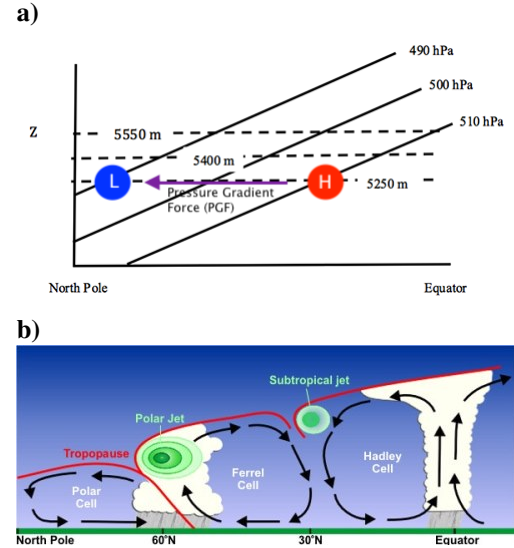 a)
490 hPa
500 hPa
510 hPa
Z
5550 m
5400 m
L
H
5250 m
Pressure Gradient
Force (PGF)
North Pole
Equator
b)
Subtropical jet
Polar Jet
Tropopause
Polar
Cell
Ferrel
Cell
Hadley
Cell
North Pole
60°N
30°N
Equator